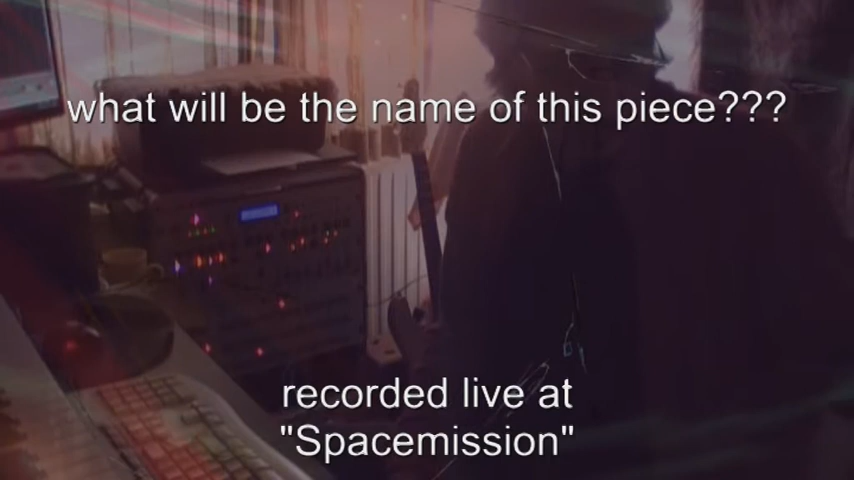 what will be the name of this piece???
recorded live at
"Spacemission"